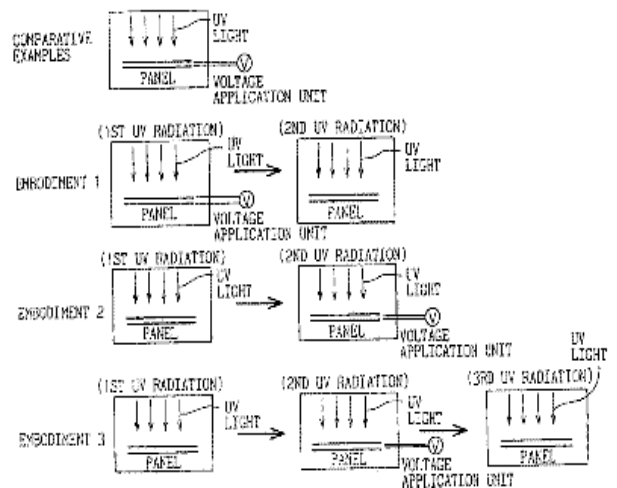 COMPARATIVE
EXAMPLES
UV
LIGHT
PANEL
V
VOLTAGE
APPLICATION UNIT
(1ST UV RADIATION)
(2ND UV RADIATION)
EMBODIMENT 1
UV
LIGHT
UV
LIGHT
PANEL
V
VOLTAGE
APPLICATION UNIT
PANEL
(1ST UV RADIATION)
(2ND UV RADIATION)
EMBODIMENT 2
UV
LIGHT
UV
LIGHT
PANEL
PANEL
V
VOLTAGE
APPLICATION UNIT
(1ST UV RADIATION)
(2ND UV RADIATION)
(3RD UV RADIATION)
UV
LIGHT
EMBODIMENT 3
UV
LIGHT
UV
LIGHT
PANEL
PANEL
V
VOLTAGE
APPLICATION UNIT
PANEL